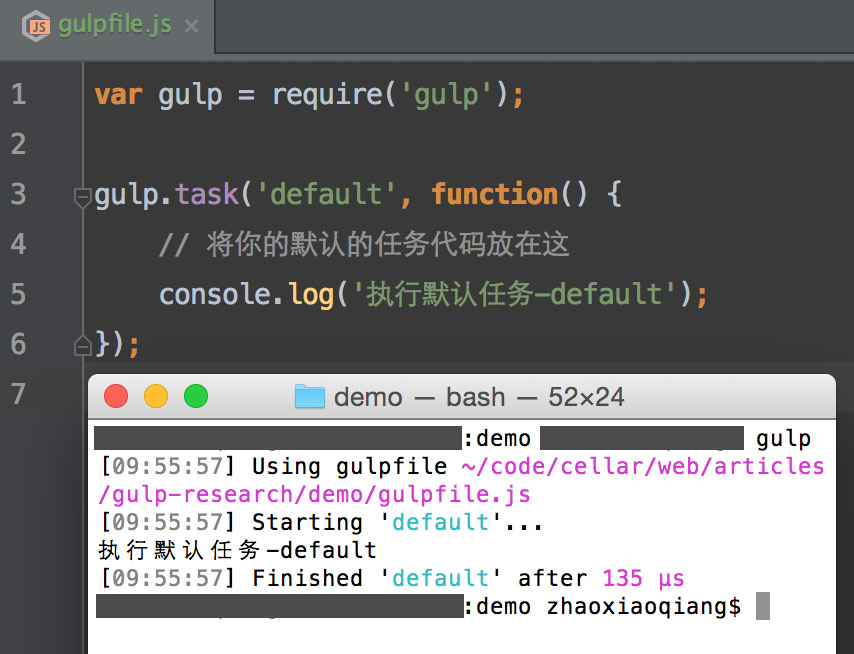 JS gulpfile.js ×
1 var gulp = require('gulp');
2
3 gulp.task('default', function() {
4 // 将你的默认的任务代码放在这
5 console.log('执行默认任务-default');
6 });
7
demo — bash — 52×24
:demo gulp
[09:55:57] Using gulpfile ~/code/cellar/web/articles
/gulp-research/demo/gulpfile.js
[09:55:57] Starting 'default'...
执行默认任务-default
[09:55:57] Finished 'default' after 135 μs
:demo zhaoxiaoqiang$